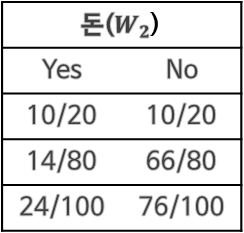 돈(W₂)
Yes No
10/20 10/20
14/80 66/80
24/100 76/100